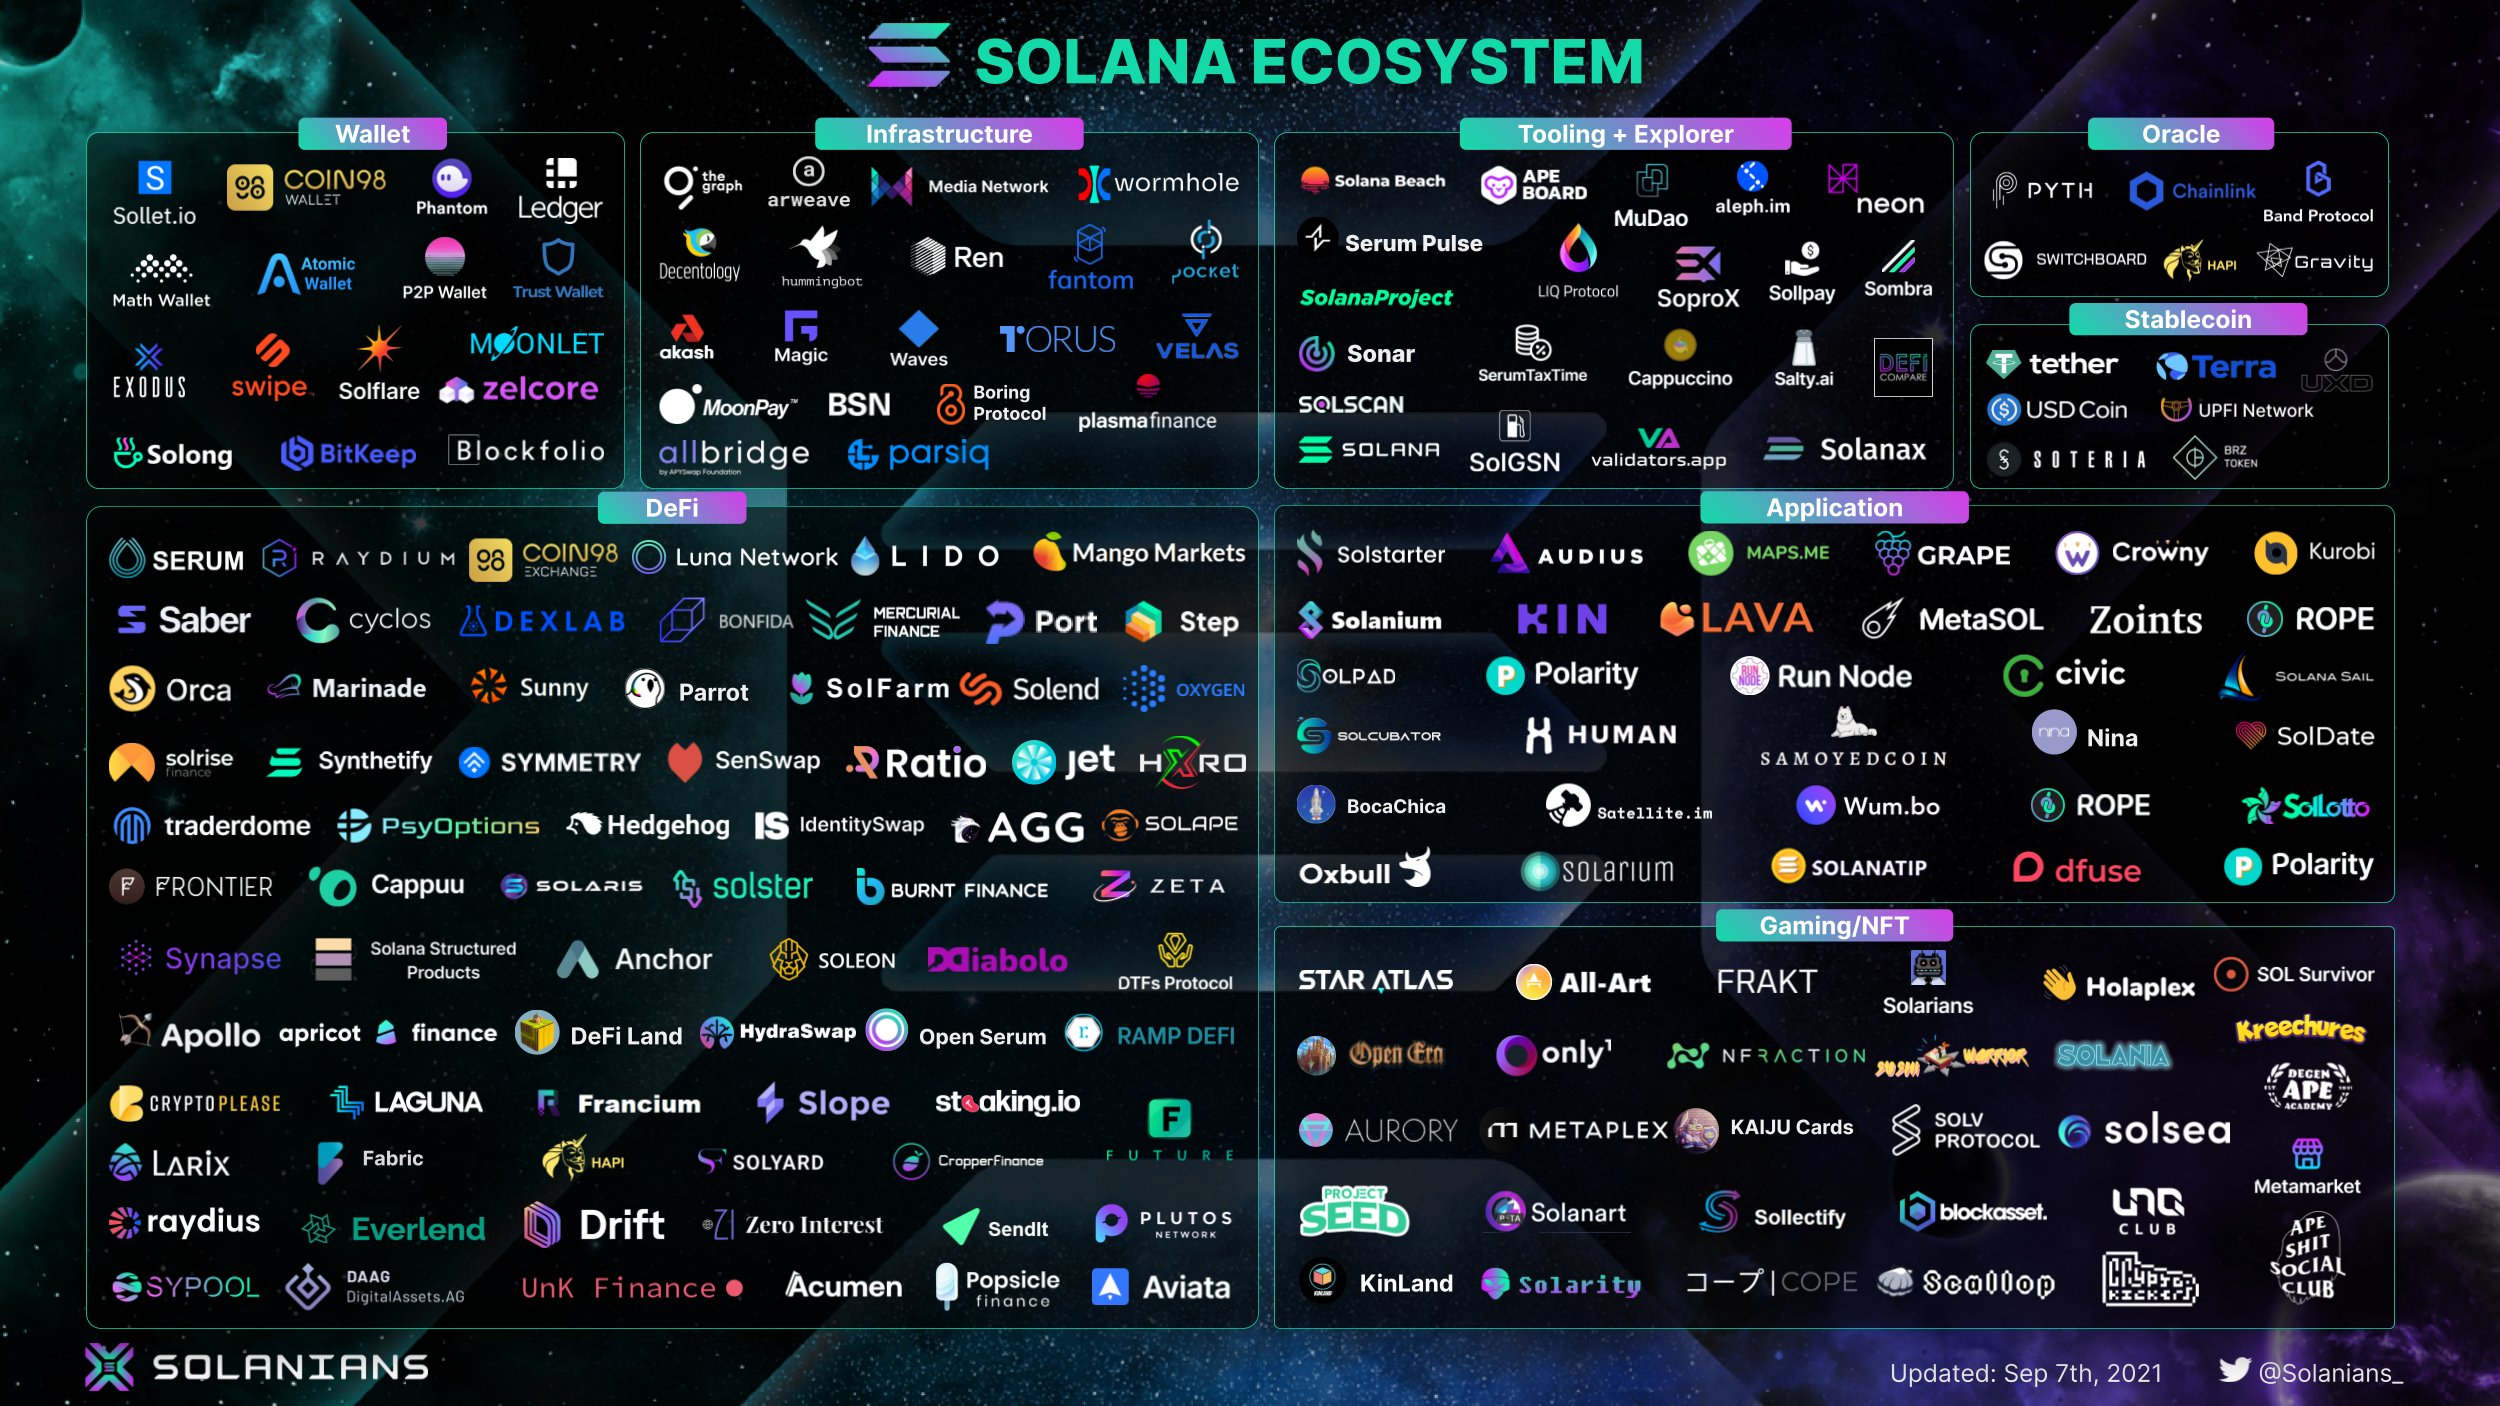 SOLANA ECOSYSTEM
Wallet
S
Sollet.io
COIN98
WALLET
Phantom
Ledger
Math Wallet
Atomic
Wallet
P2P Wallet
Trust Wallet
EXODUS
swipe
Solflare
MOONLET
zelcore
Solong
BitKeep
Blockfolio
Infrastructure
the
graph
a
arweave
Media Network
wormhole
Decentology
hummingbot
Ren
fantom
pocket
akash
Magic
Waves
TORUS
VELAS
MoonPay™
BSN
Boring
Protocol
plasmafinance
allbridge
by APYSwap Foundation
parsiq
Tooling + Explorer
Solana Beach
APE
BOARD
MuDao
aleph.im
neon
Serum Pulse
LIQ Protocol
SoproX
Sollpay
Sombra
SolanaProject
Sonar
SerumTaxTime
Cappuccino
Salty.ai
DEFi
COMPARE
SOLSCAN
SOLANA
SolGSN
VA
validators.app
Solanax
Oracle
PYTH
Chainlink
Band Protocol
SWITCHBOARD
HAPI
Gravity
Stablecoin
tether
Terra
UXD
USD Coin
UPFI Network
SOTERIA
BRZ
TOKEN
DeFi
SERUM
RAYDIUM
COIN98
EXCHANGE
Luna Network
LIDO
Mango Markets
Saber
cyclos
DEXLAB
BONFIDA
MERCURIAL
FINANCE
Port
Step
Orca
Marinade
Sunny
Parrot
SolFarm
Solend
OXYGEN
solrise
finance
Synthetify
SYMMETRY
SenSwap
Ratio
jet
HXRO
traderdome
PsyOptions
Hedgehog
IS IdentitySwap
AGG
SOLAPE
F FRONTIER
Cappuu
SOLARIS
solster
BURNT FINANCE
ZETA
Synapse
Solana Structured
Products
Anchor
SOLEON
Diabolo
DTFs Protocol
Apollo
apricot finance
DeFi Land
HydraSwap
Open Serum
r.
RAMP DEFI
CRYPTOPLEASE
LAGUNA
Francium
Slope
steaking.io
F
FUTURE
LARIX
Fabric
HAPI
SOLYARD
CropperFinance
raydius
Everlend
Drift
ZI Zero Interest
SendIt
PLUTOS
NETWORK
SYPOOL
DAAG
DigitalAssets.AG
UnK Finance
Acumen
Popsicle
finance
Aviata
Application
Solstarter
AUDIUS
MAPS.ME
GRAPE
Crowny
Kurobi
Solanium
KIN
LAVA
MetaSOL
Zoints
ROPE
SOLPAD
P Polarity
RUN
NODE
Run Node
civic
SOLANA SAIL
SOLCUBATOR
HUMAN
SAMOYEDCOIN
nina
Nina
SolDate
BocaChica
Satellite.im
Wum.bo
ROPE
SolLotto
Oxbull
SOLARIUM
SOLANATIP
dfuse
P Polarity
Gaming/NFT
STAR ATLAS
All-Art
FRAKT
Solarians
Holaplex
SOL Survivor
Open Era
only1
NFRACTION
SUSHI WARRIOR
SOLANIA
Kreechures
DEGEN
APE
ACADEMY
AURORY
METAPLEX
KAIJU Cards
SOLV
PROTOCOL
solsea
Metamarket
PROJECT
SEED
BETA
Solanart
Sollectify
blockasset.
UNQ
CLUB
APE
SHIT
SOCIAL
CLUB
KINLAND
KinLand
Solarity
コープ|COPE
Scallop
Crypto
KICKERS
SOLANIANS
Updated: Sep 7th, 2021
@Solanians_